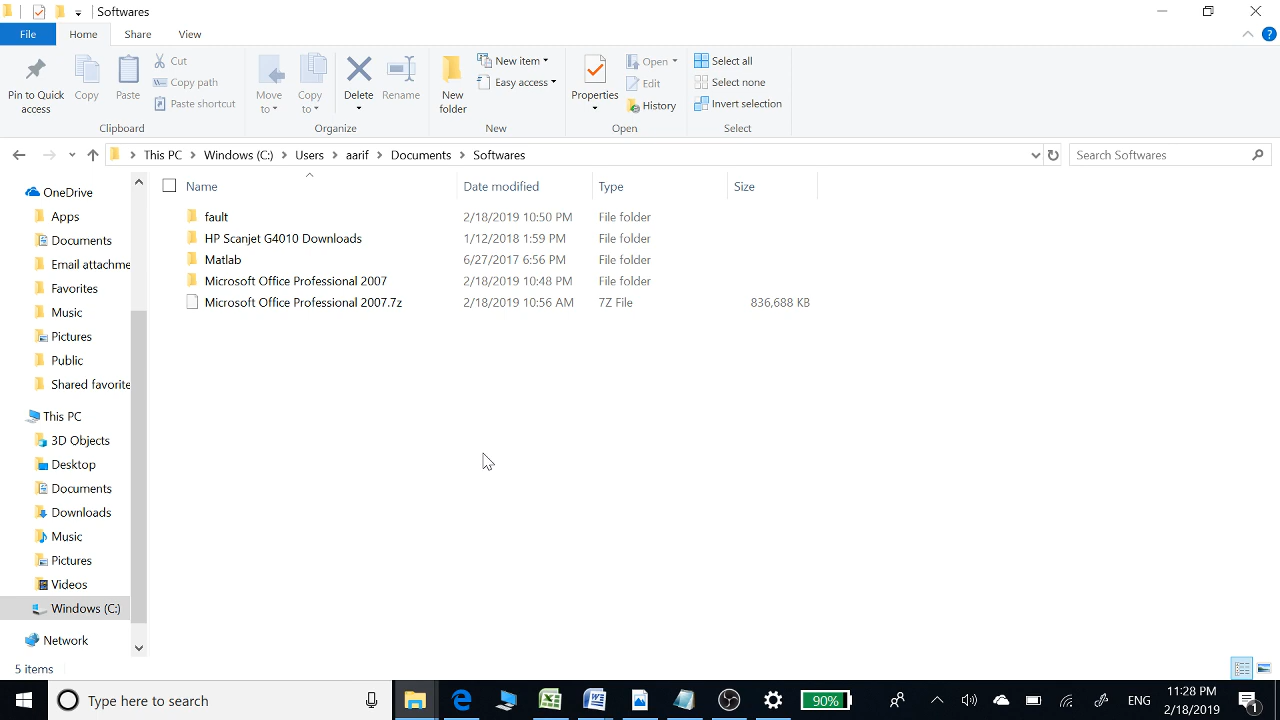 Softwares
File Home Share View
Pin to Quick access
Copy
Paste
Cut
Copy path
Paste shortcut
Clipboard
Move to
Copy to
Delete
Rename
Organize
New folder
New item
Easy access
New
Properties
Open
Edit
History
Open
Select all
Select none
Invert selection
Select
This PC > Windows (C:) > Users > aarif > Documents > Softwares
Search Softwares
OneDrive
Apps
Documents
Email attachme
Favorites
Music
Pictures
Public
Shared favorite
This PC
3D Objects
Desktop
Documents
Downloads
Music
Pictures
Videos
Windows (C:)
Network
Name Date modified Type Size
fault 2/18/2019 10:50 PM File folder
HP Scanjet G4010 Downloads 1/12/2018 1:59 PM File folder
Matlab 6/27/2017 6:56 PM File folder
Microsoft Office Professional 2007 2/18/2019 10:48 PM File folder
Microsoft Office Professional 2007.7z 2/18/2019 10:56 AM 7Z File 836,688 KB
5 items
Type here to search
90%
ENG
11:28 PM
2/18/2019
1